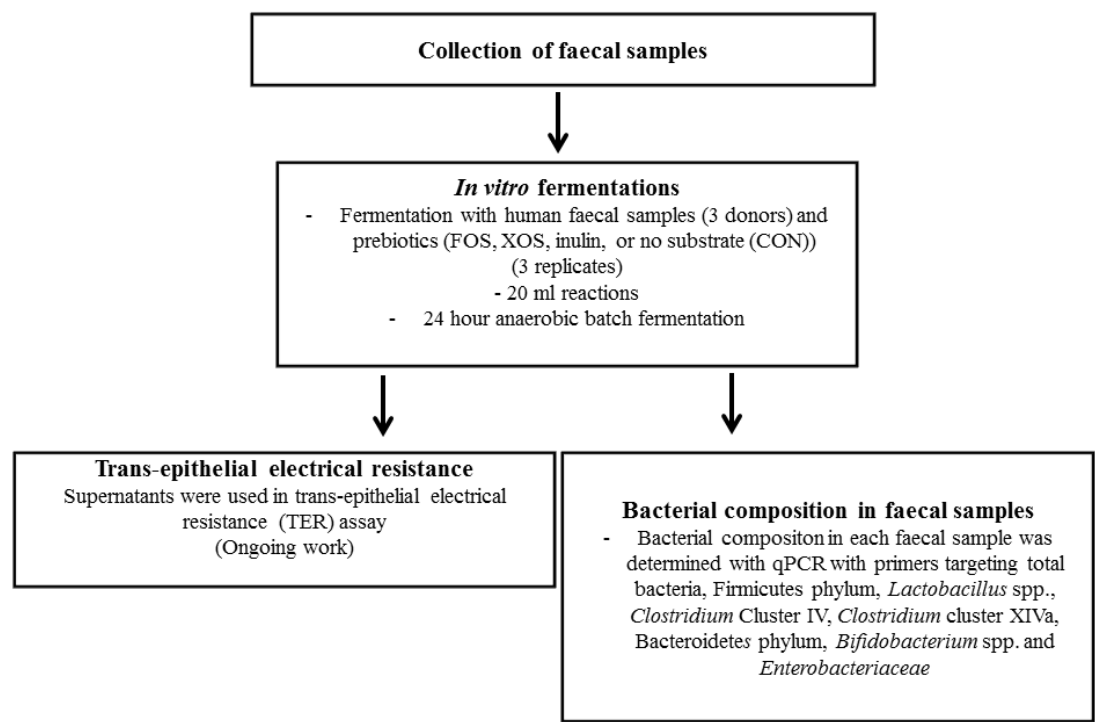 Collection of faecal samples
In vitro fermentations
- Fermentation with human faecal samples (3 donors) and
prebiotics (FOS, XOS, inulin, or no substrate (CON))
(3 replicates)
- 20 ml reactions
- 24 hour anaerobic batch fermentation
Trans-epithelial electrical resistance
Supernatants were used in trans-epithelial electrical
resistance (TER) assay
(Ongoing work)
Bacterial composition in faecal samples
- Bacterial compositon in each faecal sample was
determined with qPCR with primers targeting total
bacteria, Firmicutes phylum, Lactobacillus spp.,
Clostridium Cluster IV, Clostridium cluster XIVa,
Bacteroidetes phylum, Bifidobacterium spp. and
Enterobacteriaceae